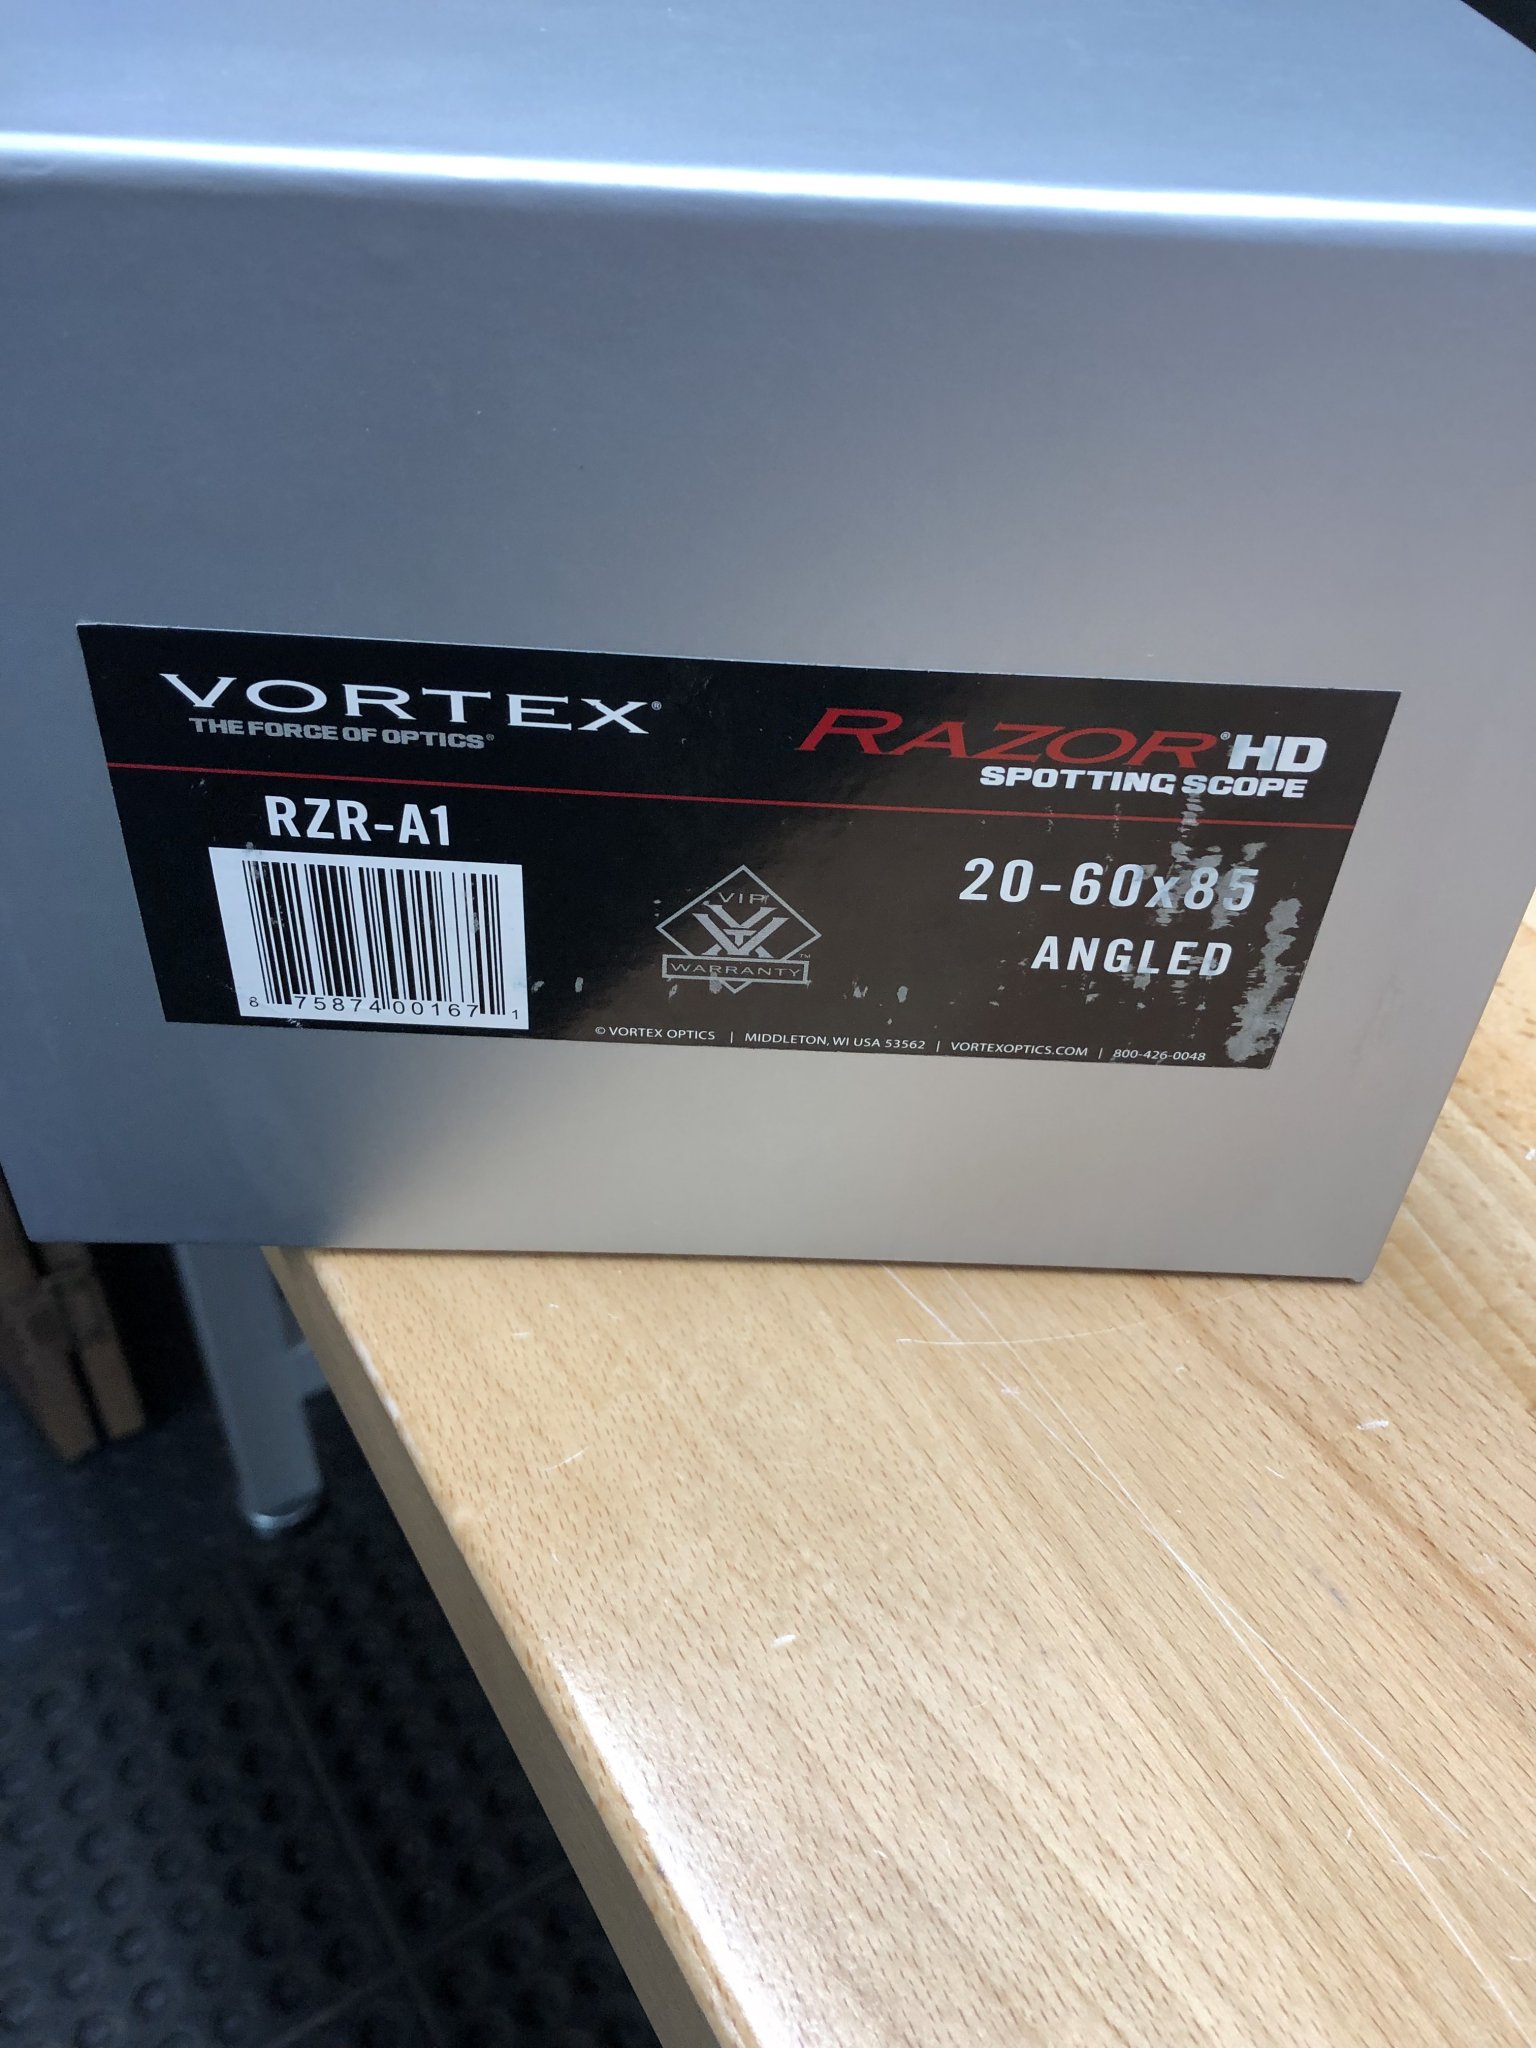 VORTEX®
THE FORCE OF OPTICS®
RAZOR® HD
SPOTTING SCOPE
RZR-A1
8 75874 00167 1
VIP
WARRANTY™
20-60x85
ANGLED
© VORTEX OPTICS | MIDDLETON, WI USA 53562 | VORTEXOPTICS.COM | 800-426-0048